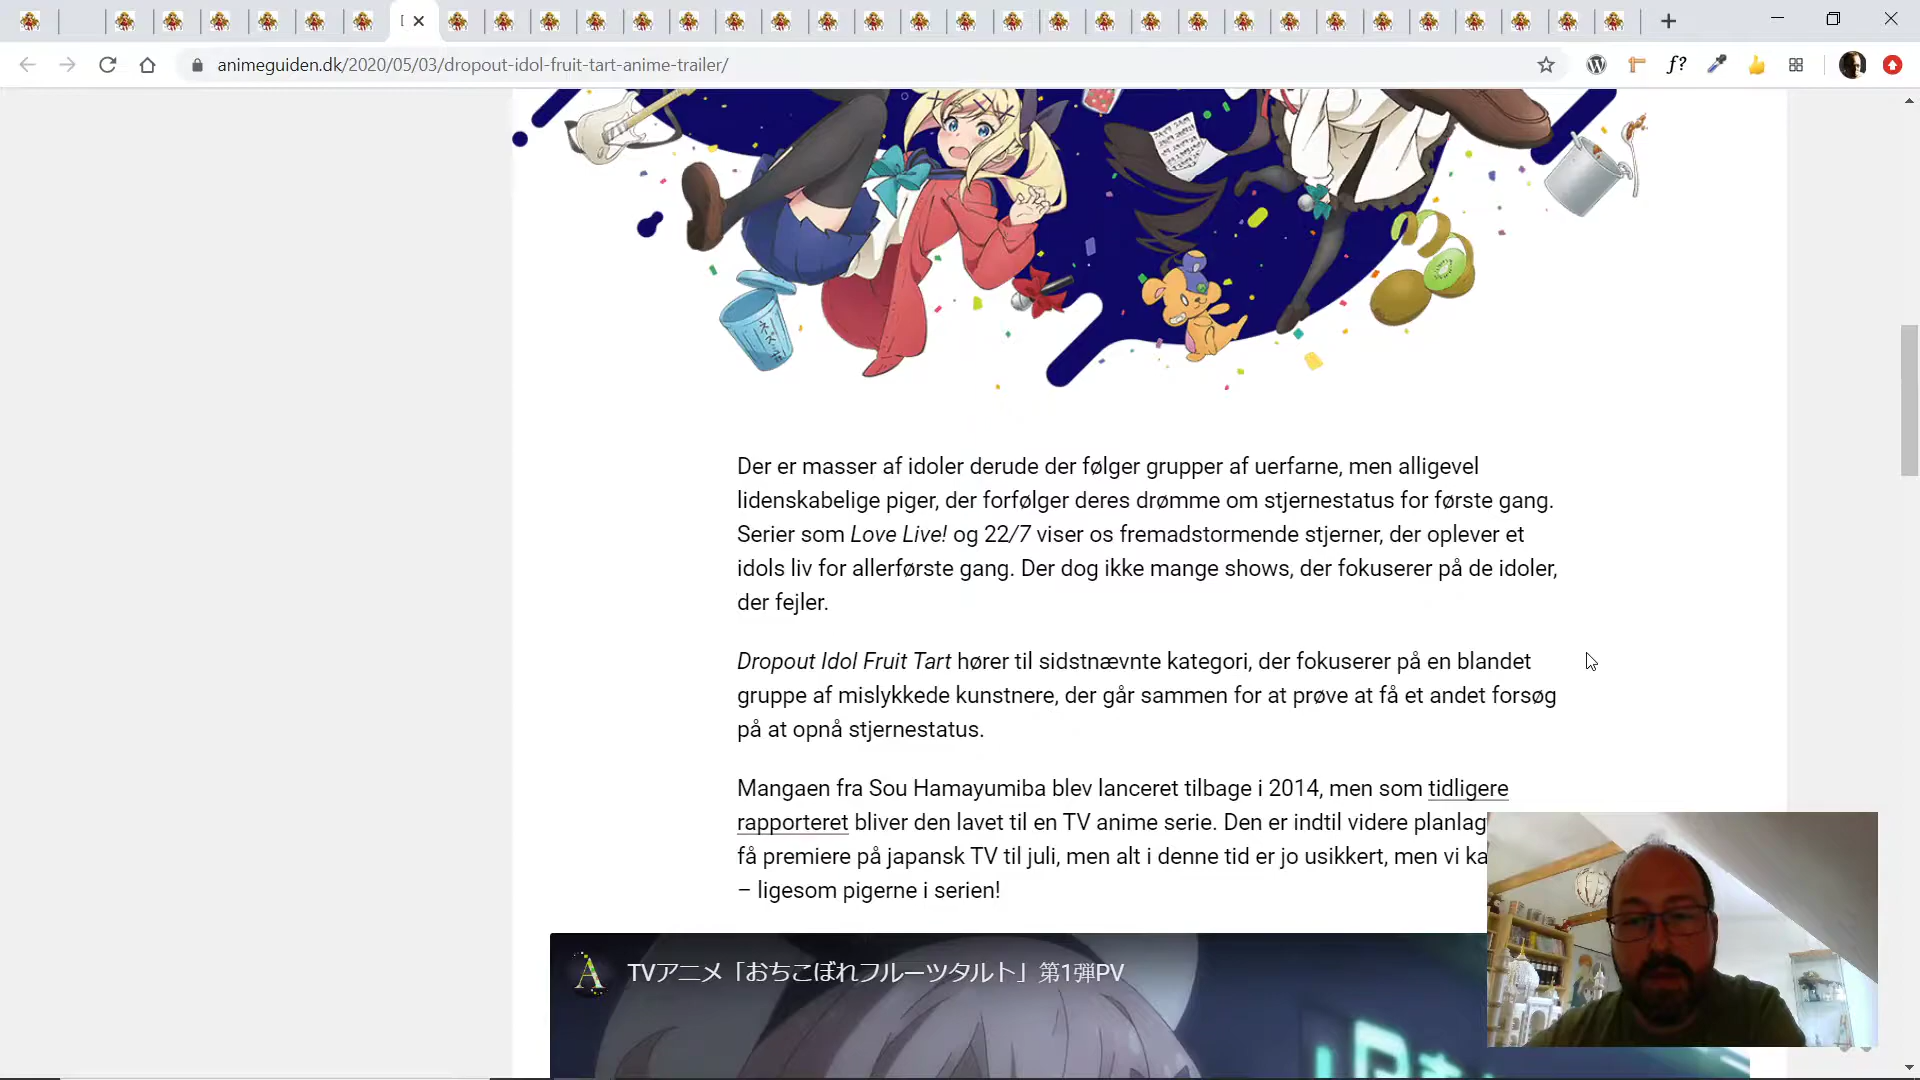 animeguiden.dk/2020/05/03/dropout-idol-fruit-tart-anime-trailer/
f?
Der er masser af idoler derude der følger grupper af uerfarne, men alligevel
lidenskabelige piger, der forfølger deres drømme om stjernestatus for første gang.
Serier som Love Live! og 22/7 viser os fremadstormende stjerner, der oplever et
idols liv for allerførste gang. Der dog ikke mange shows, der fokuserer på de idoler,
der fejler.
Dropout Idol Fruit Tart hører til sidstnævnte kategori, der fokuserer på en blandet
gruppe af mislykkede kunstnere, der går sammen for at prøve at få et andet forsøg
på at opnå stjernestatus.
Mangaen fra Sou Hamayumiba blev lanceret tilbage i 2014, men som tidligere
rapporteret bliver den lavet til en TV anime serie. Den er indtil videre planlag
få premiere på japansk TV til juli, men alt i denne tid er jo usikkert, men vi ka
– ligesom pigerne i serien!
TVアニメ「おちこぼれフルーツタルト」第1弾PV